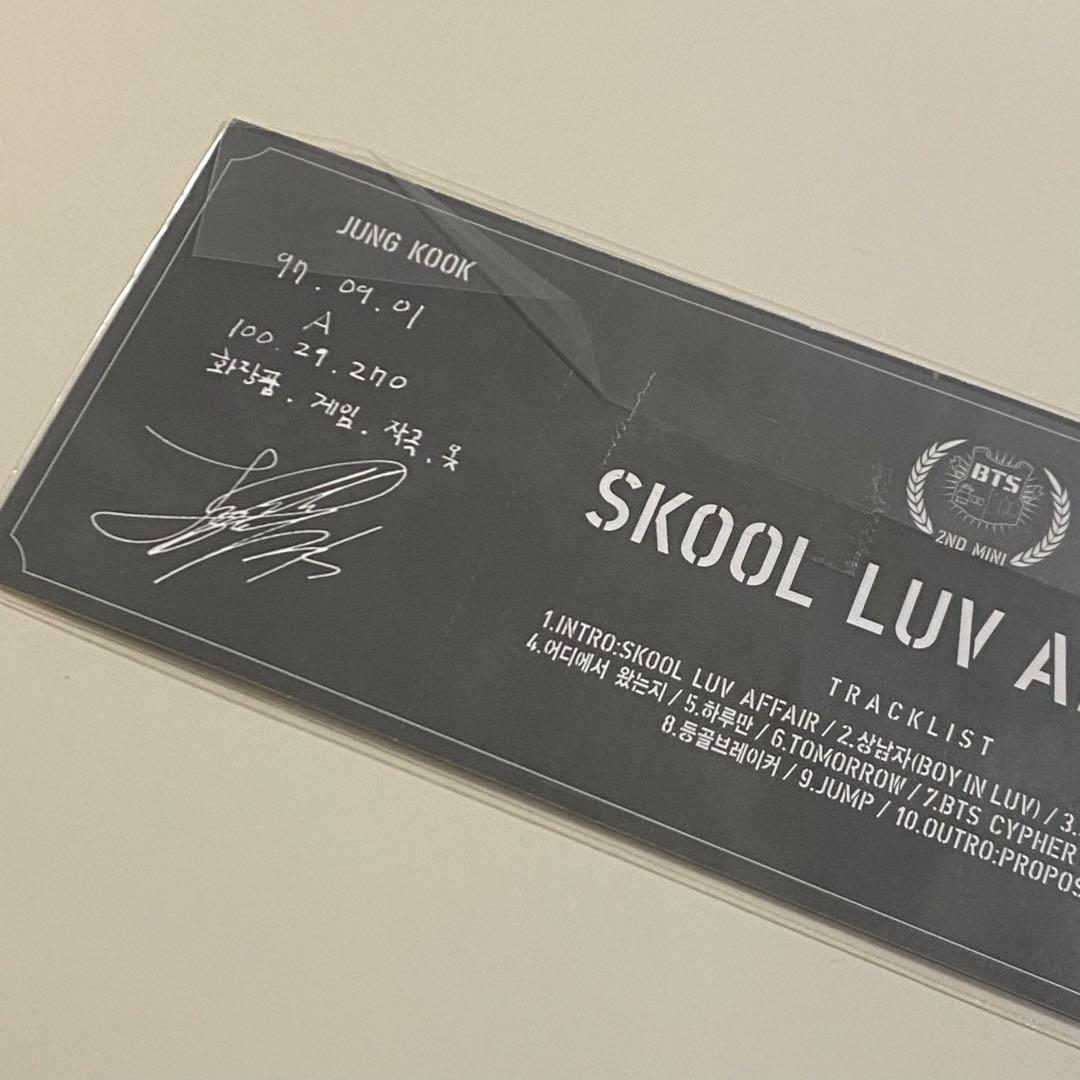 JUNG KOOK
97.09.01
A
100.29.270
화장품. 게임. 작곡. 옷
BTS
2ND MINI
SKOOL LUV A
TRACKLIST
1.INTRO:SKOOL LUV AFFAIR / 2.상남자(BOY IN LUV) / 3.
4.어디에서 왔는지 / 5.하루만 / 6.TOMORROW / 7.BTS CYPHER
8.등골브레이커 / 9.JUMP / 10.OUTRO:PROPOS